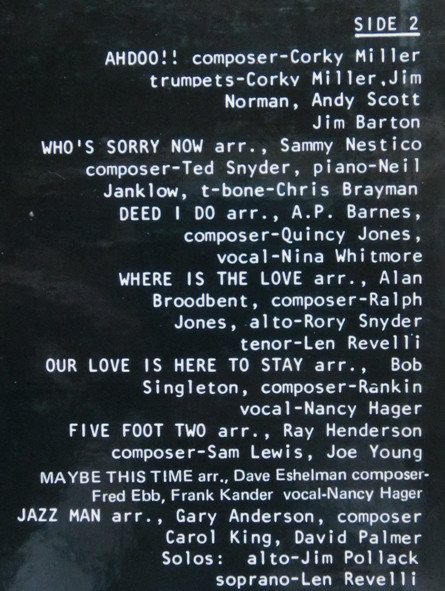 SIDE 2
AHDOO!! composer-Corky Miller
trumpets-Corky Miller,Jim
Norman, Andy Scott
Jim Barton
WHO'S SORRY NOW arr., Sammy Nestico
composer-Ted Snyder, piano-Neil
Janklow, t-bone-Chris Brayman
DEED I DO arr., A.P. Barnes,
composer-Quincy Jones,
vocal-Nina Whitmore
WHERE IS THE LOVE arr., Alan
Broodbent, composer-Ralph
Jones, alto-Rory Snyder
tenor-Len Revelli
OUR LOVE IS HERE TO STAY arr., Bob
Singleton, composer-Rankin
vocal-Nancy Hager
FIVE FOOT TWO arr., Ray Henderson
composer-Sam Lewis, Joe Young
MAYBE THIS TIME arr., Dave Eshelman composer-
Fred Ebb, Frank Kander vocal-Nancy Hager
JAZZ MAN arr., Gary Anderson, composer
Carol King, David Palmer
Solos: alto-Jim Pollack
soprano-Len Revelli